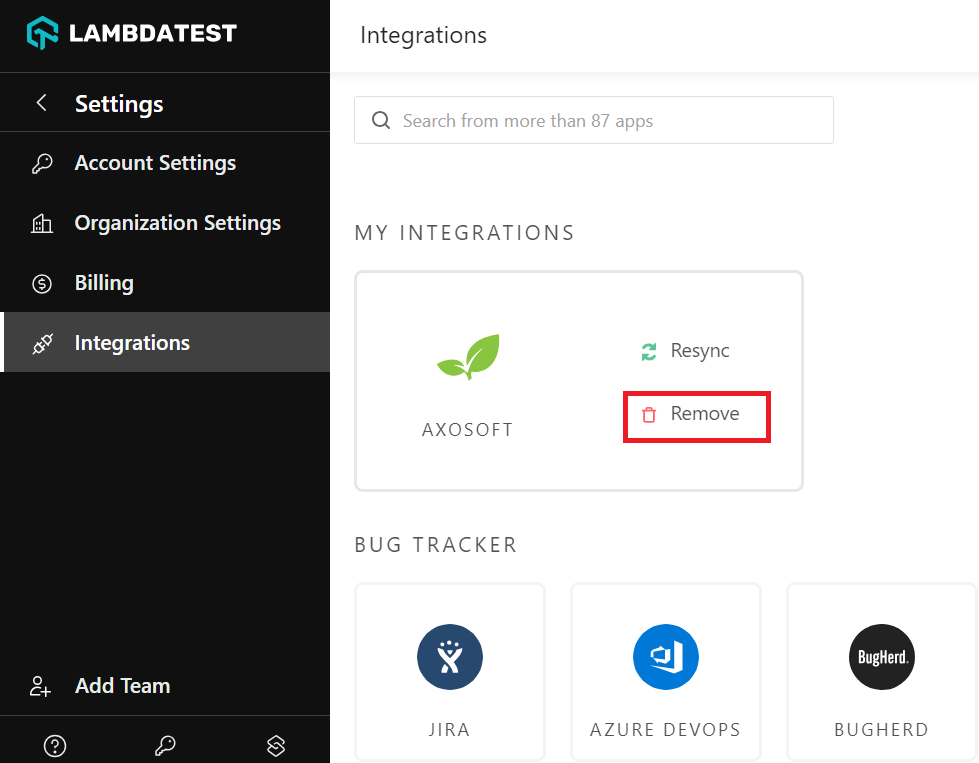 LAMBDATEST
Settings
Account Settings
Organization Settings
Billing
Integrations
Add Team
Integrations
Search from more than 87 apps
MY INTEGRATIONS
AXOSOFT
Resync
Remove
BUG TRACKER
JIRA
AZURE DEVOPS
BugHerd.
BUGHERD